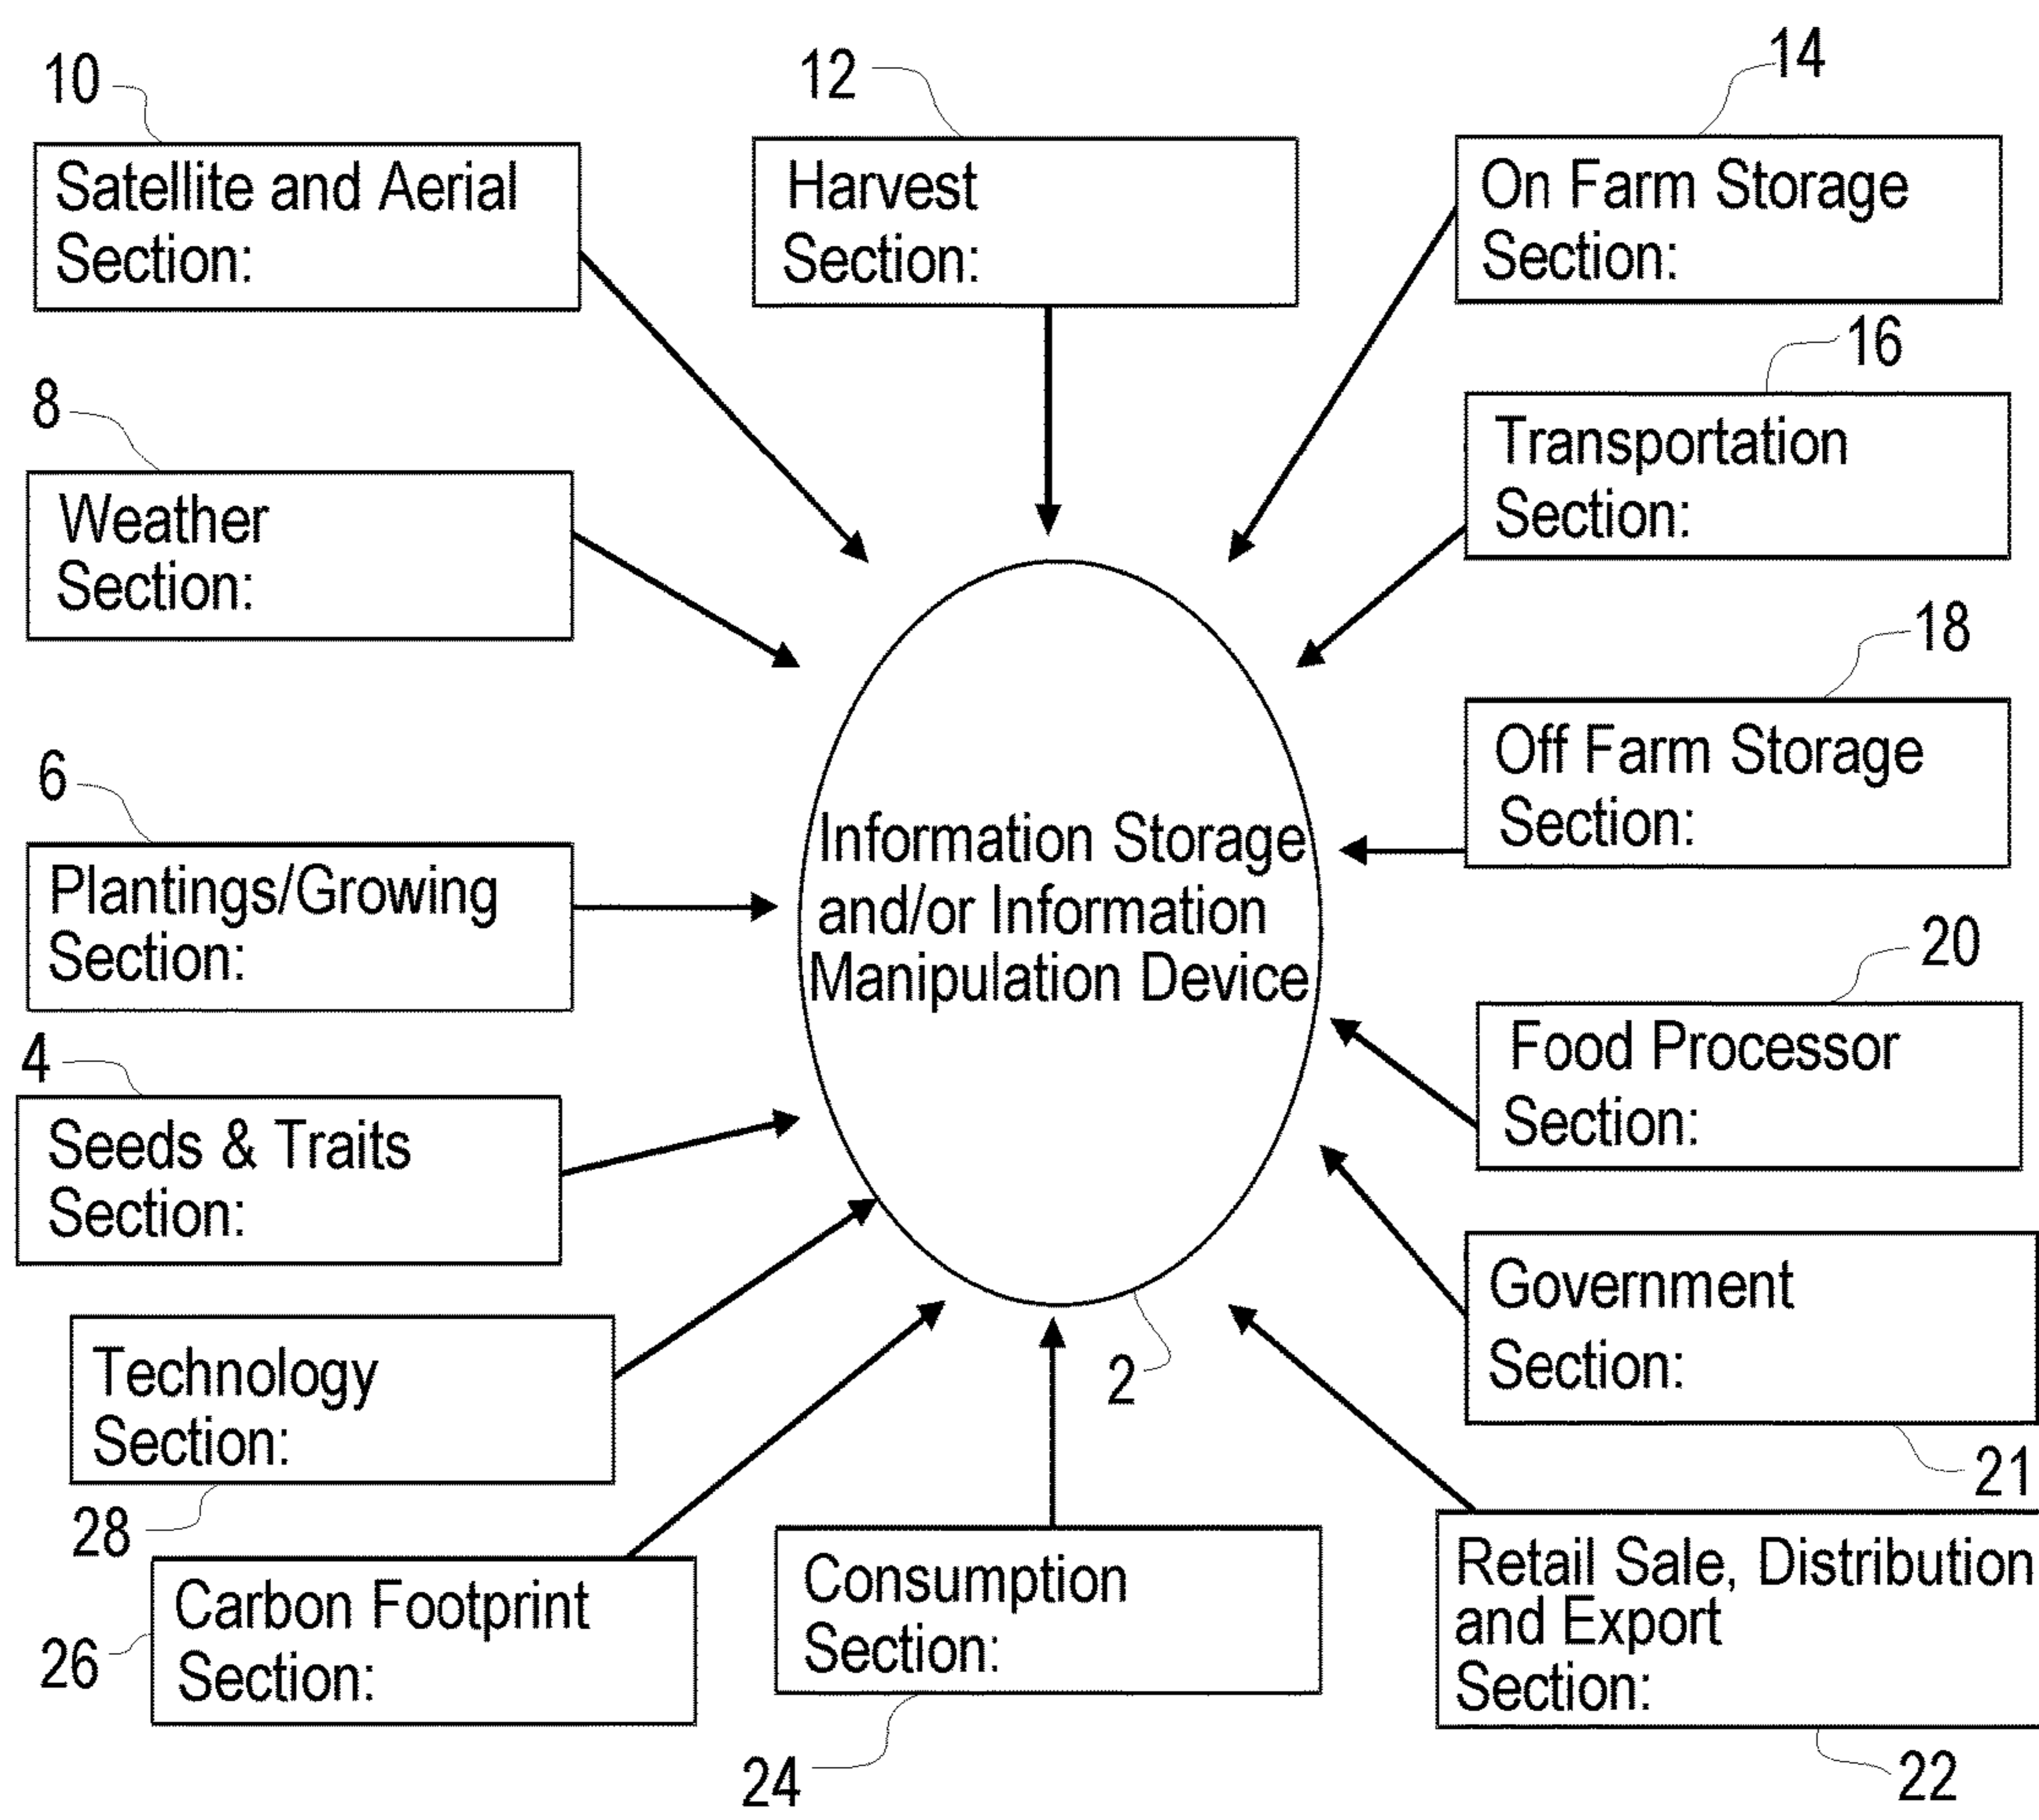 10
Satellite and Aerial
Section:
12
Harvest
Section:
14
On Farm Storage
Section:
8
Weather
Section:
16
Transportation
Section:
18
Off Farm Storage
Section:
6
Plantings/Growing
Section:
Information Storage
and/or Information
Manipulation Device
20
Food Processor
Section:
4
Seeds & Traits
Section:
2
Government
Section:
21
Technology
Section:
28
Carbon Footprint
Section:
26
Consumption
Section:
24
Retail Sale, Distribution
and Export
Section:
22